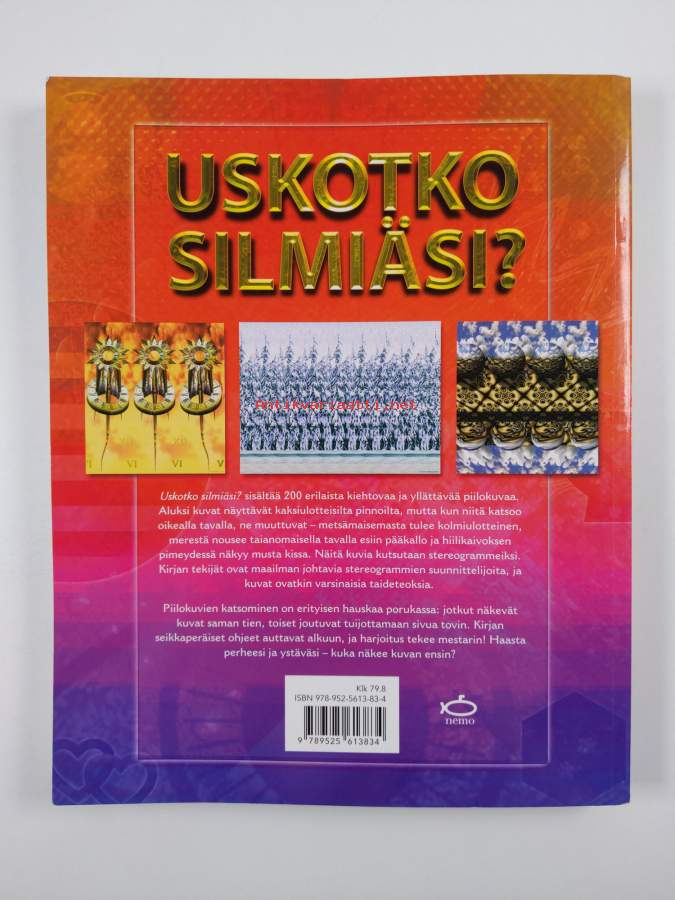 USKOTKO
SILMIÄSI?
Antikvariaatti.net
VI
VI
V
Uskotko silmiäsi? sisältää 200 erilaista kiehtovaa ja yllättävää piilokuvaa.
Aluksi kuvat näyttävät kaksiulotteisilta pinnoilta, mutta kun niitä katsoo
oikealla tavalla, ne muuttuvat – metsämaisemasta tulee kolmiulotteinen,
merestä nousee taianomaisella tavalla esiin pääkallo ja hiilikaivoksen
pimeydessä näkyy musta kissa. Näitä kuvia kutsutaan stereogrammeiksi.
Kirjan tekijät ovat maailman johtavia stereogrammien suunnittelijoita, ja
kuvat ovatkin varsinaisia taideteoksia.
Piilokuvien katsominen on erityisen hauskaa porukassa: jotkut näkevät
kuvat saman tien, toiset joutuvat tuijottamaan sivua tovin. Kirjan
seikkaperäiset ohjeet auttavat alkuun, ja harjoitus tekee mestarin! Haasta
perheesi ja ystäväsi – kuka näkee kuvan ensin?
Klk 79.8
ISBN 978-952-5613-83-4
9 789525 613834
nemo